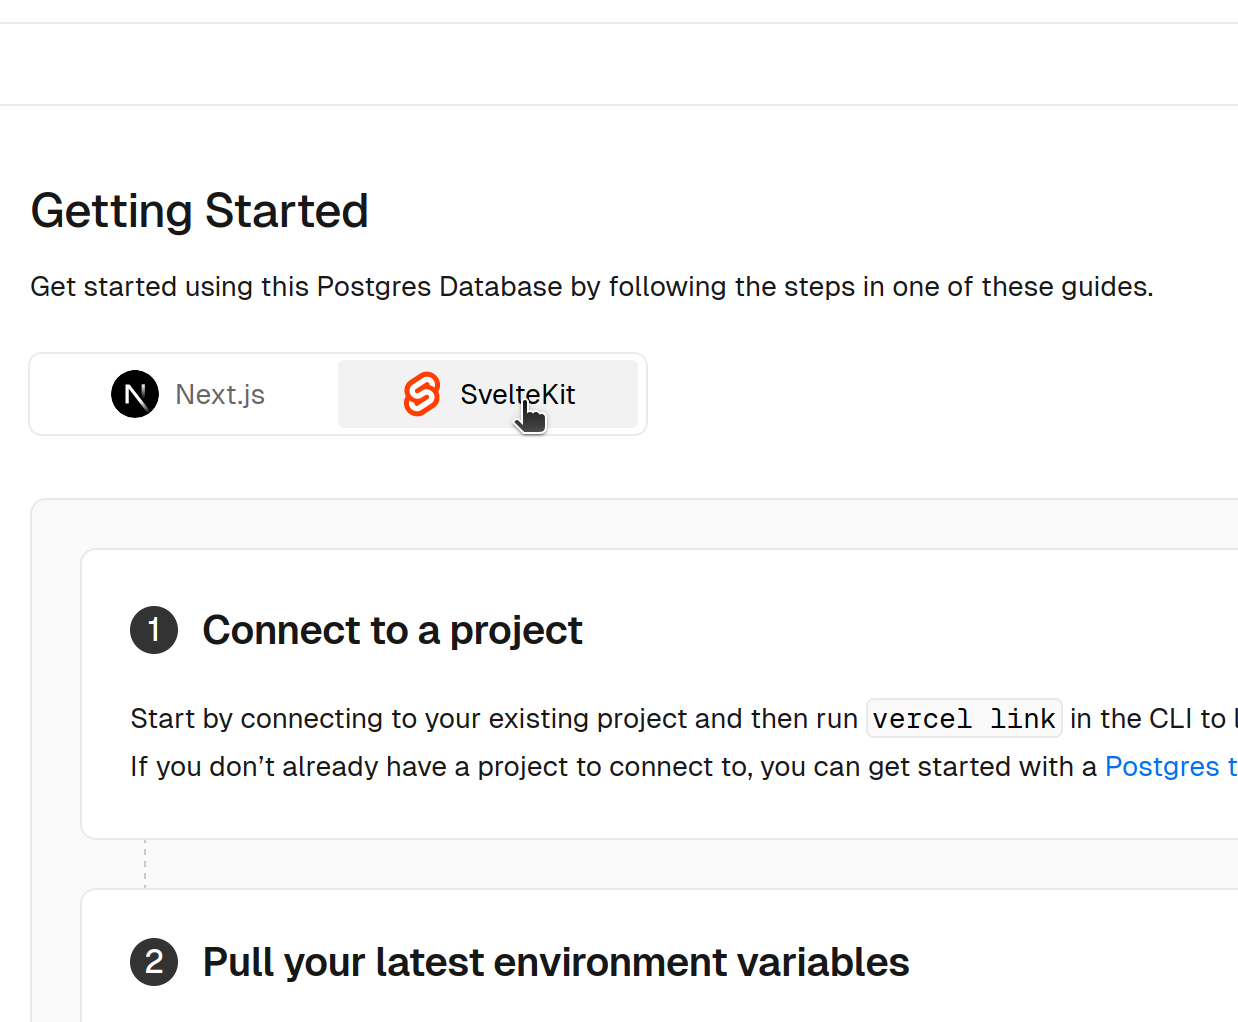 Getting Started
Get started using this Postgres Database by following the steps in one of these guides.
N Next.js
SvelteKit
1 Connect to a project
Start by connecting to your existing project and then run vercel link in the CLI to
If you don’t already have a project to connect to, you can get started with a Postgres
2 Pull your latest environment variables